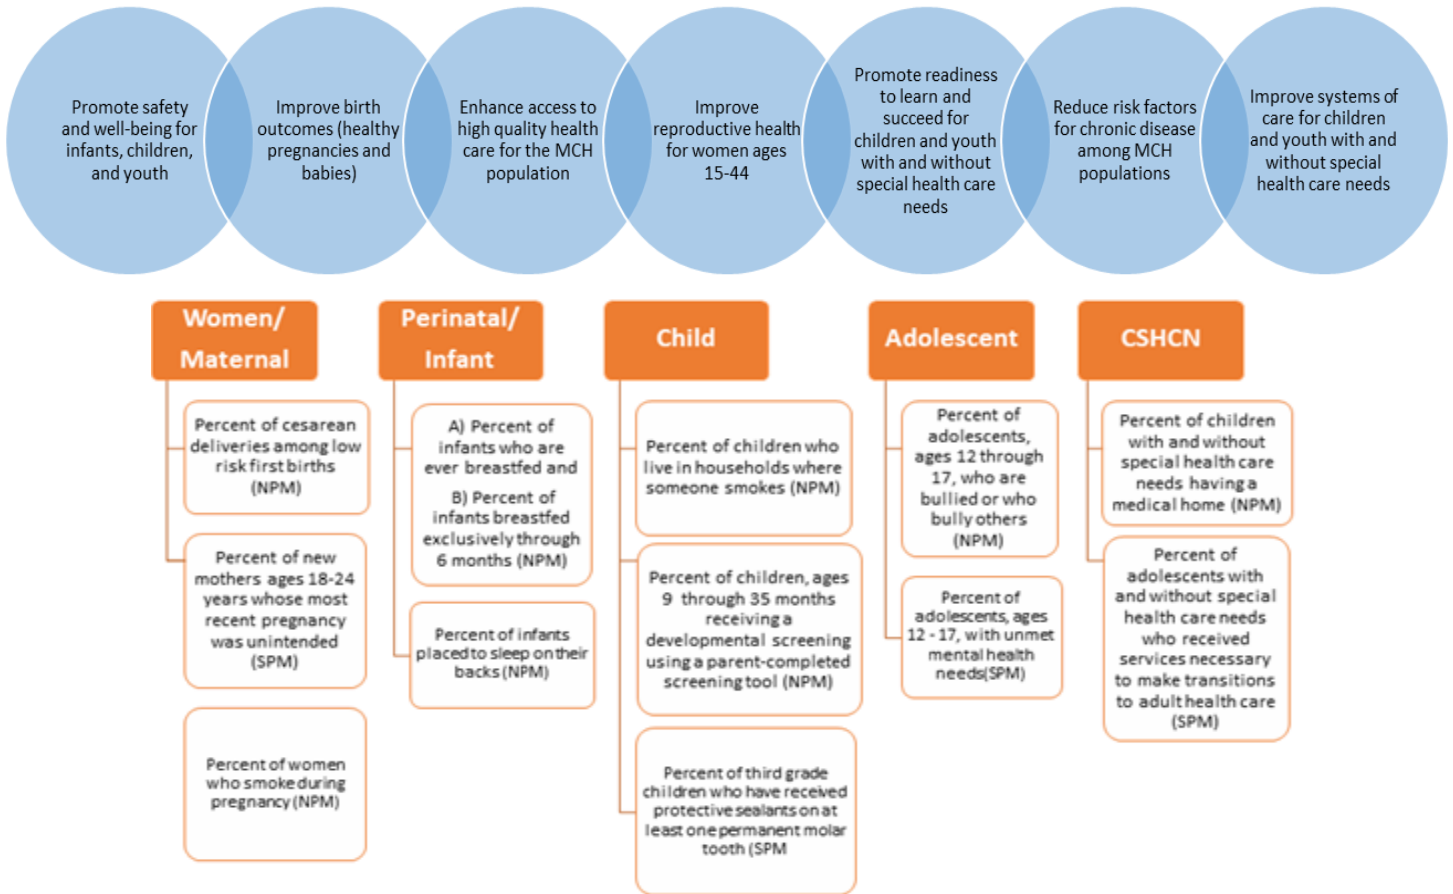 Promote safety
and well-being for
infants, children,
and youth
Improve birth
outcomes (healthy
pregnancies and
babies)
Enhance access to
high quality health
care for the MCH
population
Improve
reproductive health
for women ages
15-44
Promote readiness
to learn and
succeed for
children and youth
with and without
special health care
needs
Reduce risk factors
for chronic disease
among MCH
populations
Improve systems of
care for children
and youth with and
without special
health care needs
Women/
Maternal
Percent of cesarean
deliveries among low
risk first births
(NPM)
Percent of new
mothers ages 18-24
years whose most
recent pregnancy
was unintended
(SPM)
Percent of women
who smoke during
pregnancy (NPM)
Perinatal/
Infant
A) Percent of
infants who are
ever breastfed and
B) Percent of
infants breastfed
exclusively through
6 months (NPM)
Percent of infants
placed to sleep on their
backs (NPM)
Child
Percent of children who
live in households where
someone smokes (NPM)
Percent of children, ages
9 through 35 months
receiving a
developmental screening
using a parent-completed
screening tool (NPM)
Percent of third grade
children who have received
protective sealants on at
least one permanent molar
tooth (SPM
Adolescent
Percent of
adolescents,
ages 12 through
17, who are
bullied or who
bully others
(NPM)
Percent of
adolescents, ages
12 - 17, with unmet
mental health
needs(SPM)
CSHCN
Percent of children
with and without
special health care
needs having a
medical home (NPM)
Percent of
adolescents with
and without special
health care needs
who received
services necessary
to make transitions
to adult health care
(SPM)